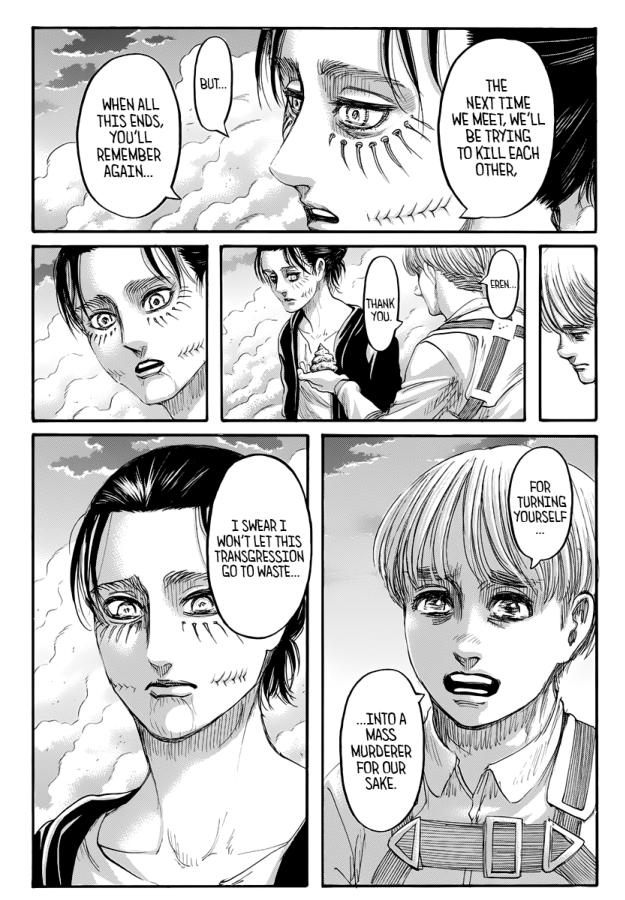 THE
NEXT TIME
WE MEET, WE'LL
BE TRYING
TO KILL EACH
OTHER,
BUT...
WHEN ALL
THIS ENDS,
YOU'LL
REMEMBER
AGAIN...
EREN...
THANK
YOU.
FOR
TURNING
YOURSELF
...
...INTO A
MASS
MURDERER
FOR OUR
SAKE.
I SWEAR I
WON'T LET THIS
TRANSGRESSION
GO TO WASTE...